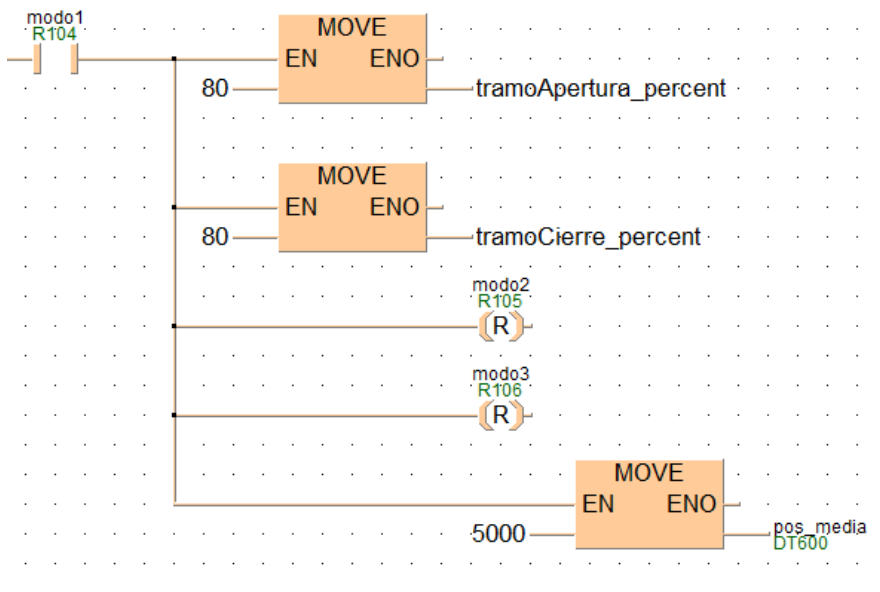 modo1
R104
MOVE
EN ENO
80 tramoApertura_percent
MOVE
EN ENO
80 tramoCierre_percent
modo2
R105
R
modo3
R106
R
MOVE
EN ENO
5000 pos_media
DT600